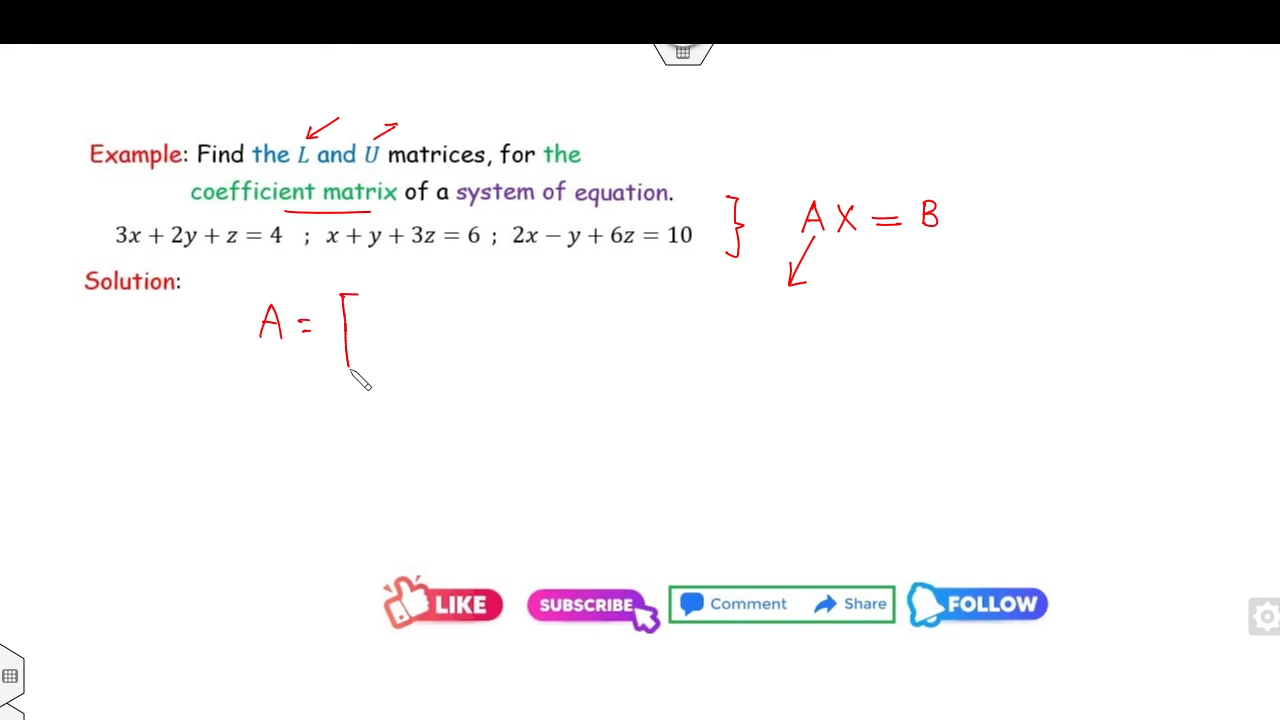 Example: Find the L and U matrices, for the
coefficient matrix of a system of equation.
3x + 2y + z = 4 ; x + y + 3z = 6 ; 2x − y + 6z = 10
} AX = B
Solution:
A = [
LIKE
SUBSCRIBE
Comment
Share
FOLLOW